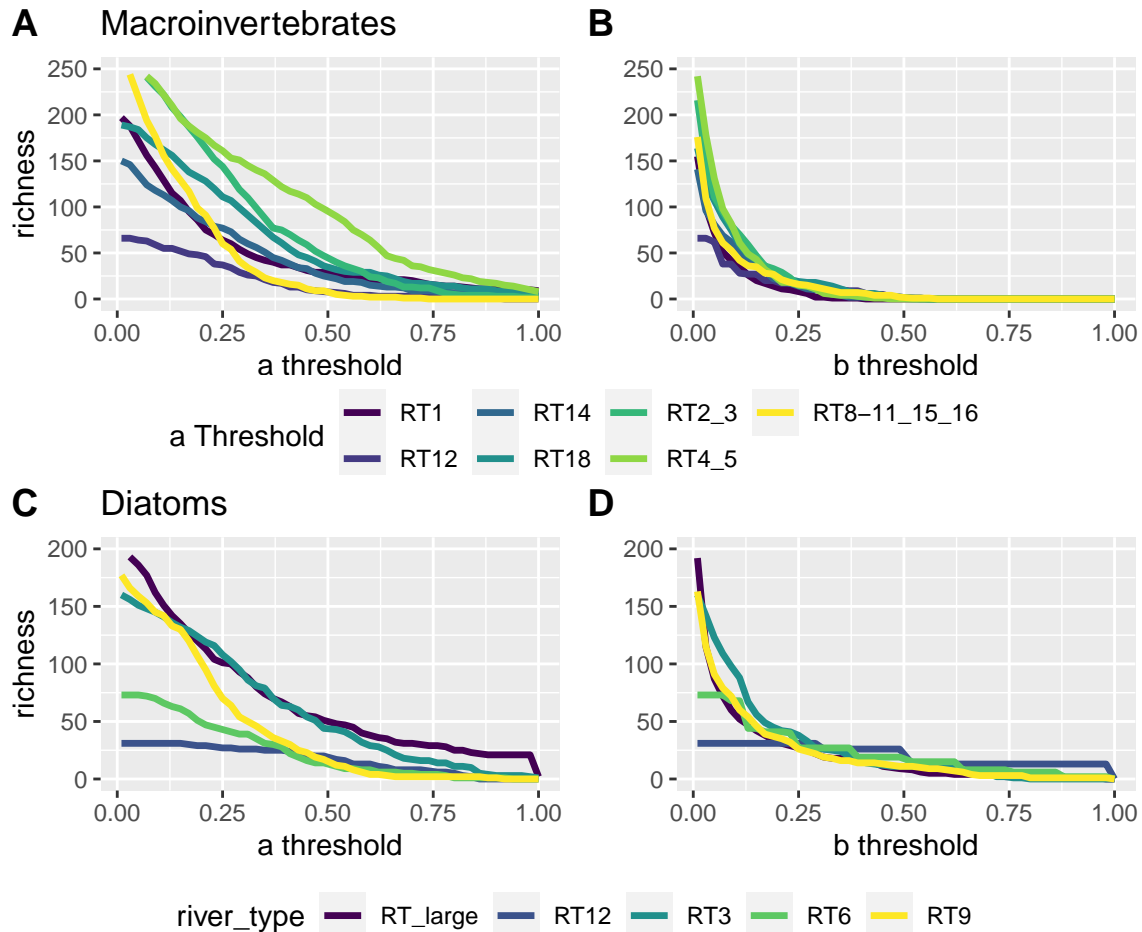 A Macroinvertebrates B
250
200
150
100
50
0
richness
0.00 0.25 0.50 0.75 1.00
a threshold
250
200
150
100
50
0
0.00 0.25 0.50 0.75 1.00
b threshold
a Threshold RT1 RT14 RT2_3 RT8−11_15_16
RT12 RT18 RT4_5
C Diatoms D
200
150
100
50
0
richness
0.00 0.25 0.50 0.75 1.00
a threshold
200
150
100
50
0
0.00 0.25 0.50 0.75 1.00
b threshold
river_type RT_large RT12 RT3 RT6 RT9